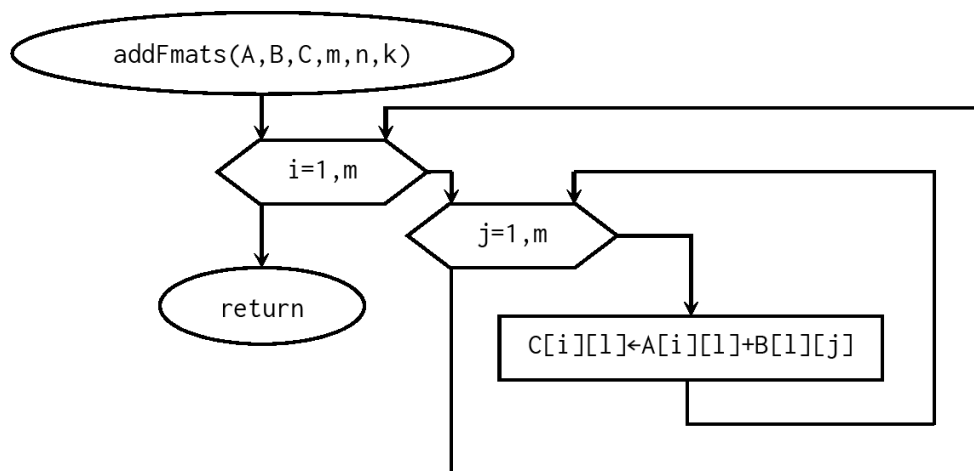 addFmats(A,B,C,m,n,k)
i=1,m
j=1,m
return
C[i][l]←A[i][l]+B[l][j]